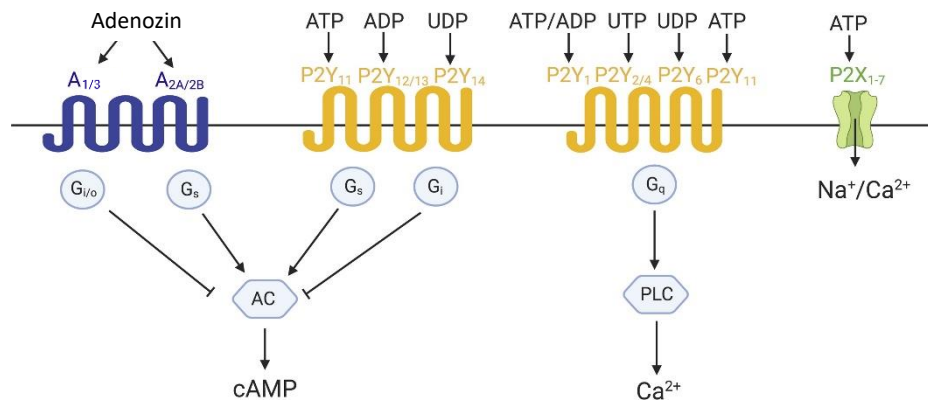 Adenozin ATP ADP UDP ATP/ADP UTP UDP ATP ATP
A1/3 A2A/2B P2Y11 P2Y12/13 P2Y14 P2Y1 P2Y2/4 P2Y6 P2Y11 P2X1-7
Gi/o Gs Gs Gi Gq Na⁺/Ca²⁺
AC PLC
cAMP Ca²⁺